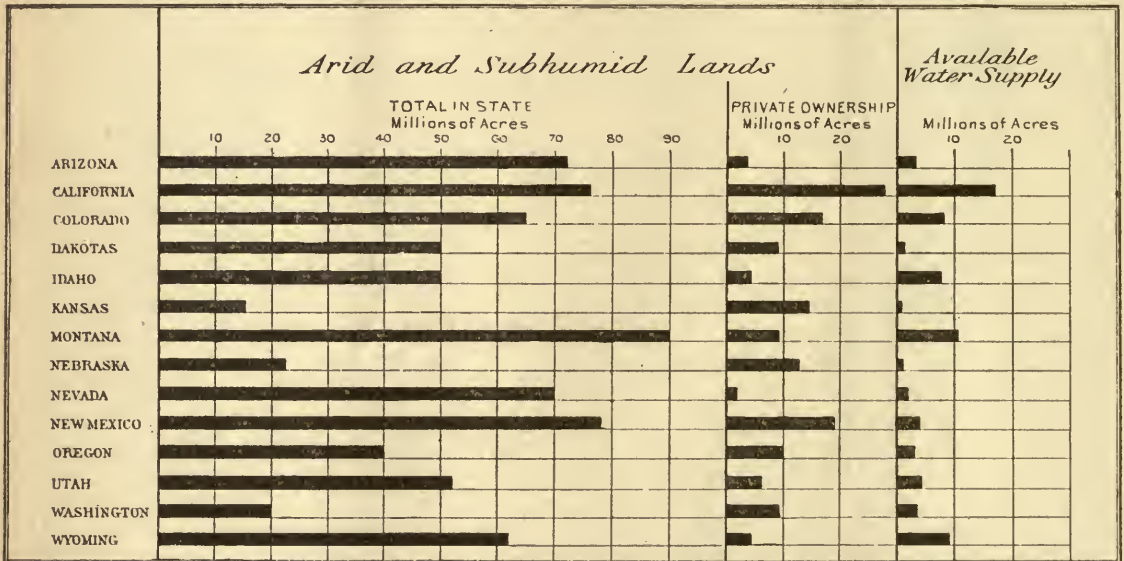 Arid and Subhumid Lands
Available
Water Supply
TOTAL IN STATE
Millions of Acres
PRIVATE OWNERSHIP
Millions of Acres
Millions of Acres
10 20 30 40 50 60 70 80 90 10 20 10 20
ARIZONA
CALIFORNIA
COLORADO
DAKOTAS
IDAHO
KANSAS
MONTANA
NEBRASKA
NEVADA
NEW MEXICO
OREGON
UTAH
WASHINGTON
WYOMING